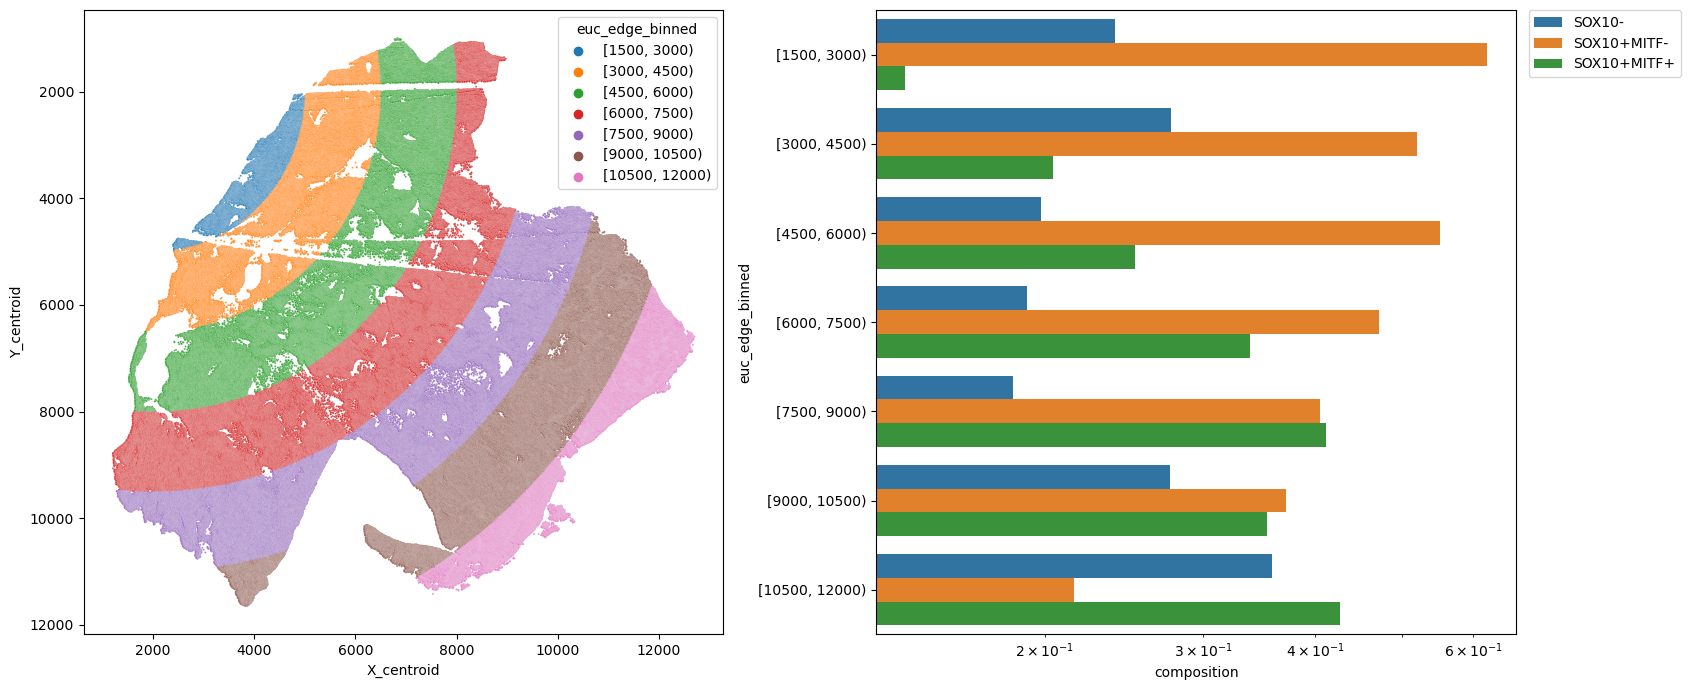 euc_edge_binned
[1500, 3000)
[3000, 4500)
[4500, 6000)
[6000, 7500)
[7500, 9000)
[9000, 10500)
[10500, 12000)
2000
4000
6000
8000
10000
12000
Y_centroid
2000 4000 6000 8000 10000 12000
X_centroid
SOX10-
SOX10+MITF-
SOX10+MITF+
[1500, 3000)
[3000, 4500)
[4500, 6000)
[6000, 7500)
[7500, 9000)
[9000, 10500)
[10500, 12000)
euc_edge_binned
2 × 10⁻¹ 3 × 10⁻¹ 4 × 10⁻¹ 6 × 10⁻¹
composition